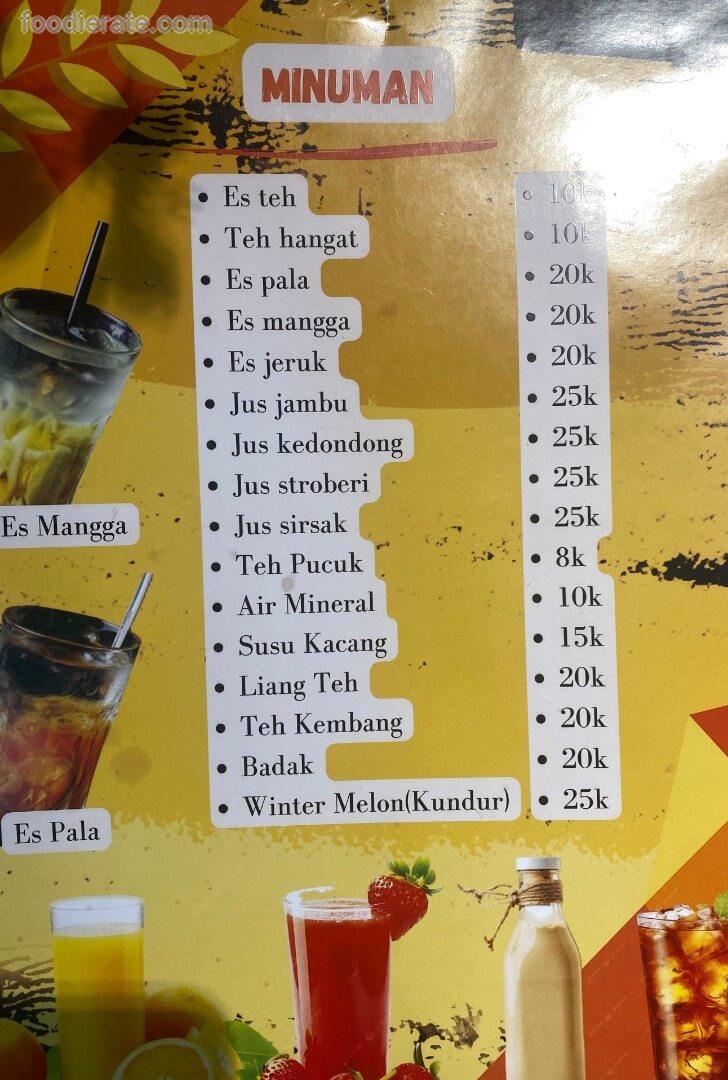 foodierate.com
MINUMAN
• Es teh • 10k
• Teh hangat • 10k
• Es pala • 20k
• Es mangga • 20k
• Es jeruk • 20k
• Jus jambu • 25k
• Jus kedondong • 25k
• Jus stroberi • 25k
• Jus sirsak • 25k
• Teh Pucuk • 8k
• Air Mineral • 10k
• Susu Kacang • 15k
• Liang Teh • 20k
• Teh Kembang • 20k
• Badak • 20k
• Winter Melon(Kundur) • 25k
Es Mangga
Es Pala